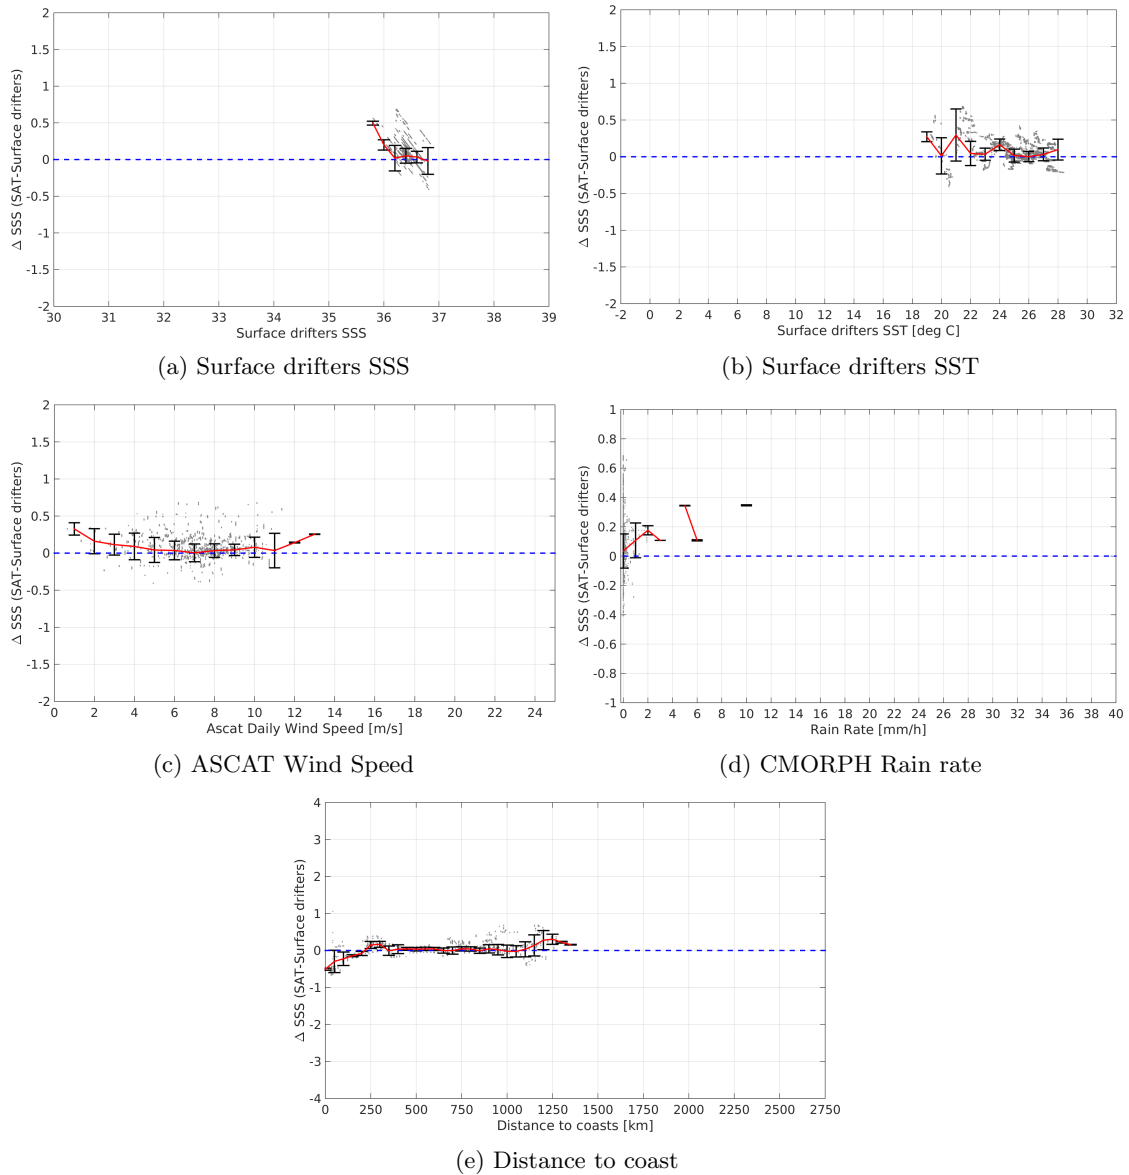 2
1.5
1
0.5
0
-0.5
-1
-1.5
-2
30 31 32 33 34 35 36 37 38 39
Surface drifters SSS
Δ SSS (SAT-Surface drifters)
(a) Surface drifters SSS
2
1.5
1
0.5
0
-0.5
-1
-1.5
-2
-2 0 2 4 6 8 10 12 14 16 18 20 22 24 26 28 30 32
Surface drifters SST [deg C]
Δ SSS (SAT-Surface drifters)
(b) Surface drifters SST
2
1.5
1
0.5
0
-0.5
-1
-1.5
-2
0 2 4 6 8 10 12 14 16 18 20 22 24
Ascat Daily Wind Speed [m/s]
Δ SSS (SAT-Surface drifters)
(c) ASCAT Wind Speed
1
0.8
0.6
0.4
0.2
0
-0.2
-0.4
-0.6
-0.8
-1
0 2 4 6 8 10 12 14 16 18 20 22 24 26 28 30 32 34 36 38 40
Rain Rate [mm/h]
Δ SSS (SAT-Surface drifters)
(d) CMORPH Rain rate
4
3
2
1
0
-1
-2
-3
-4
0 250 500 750 1000 1250 1500 1750 2000 2250 2500 2750
Distance to coasts [km]
Δ SSS (SAT-Surface drifters)
(e) Distance to coast